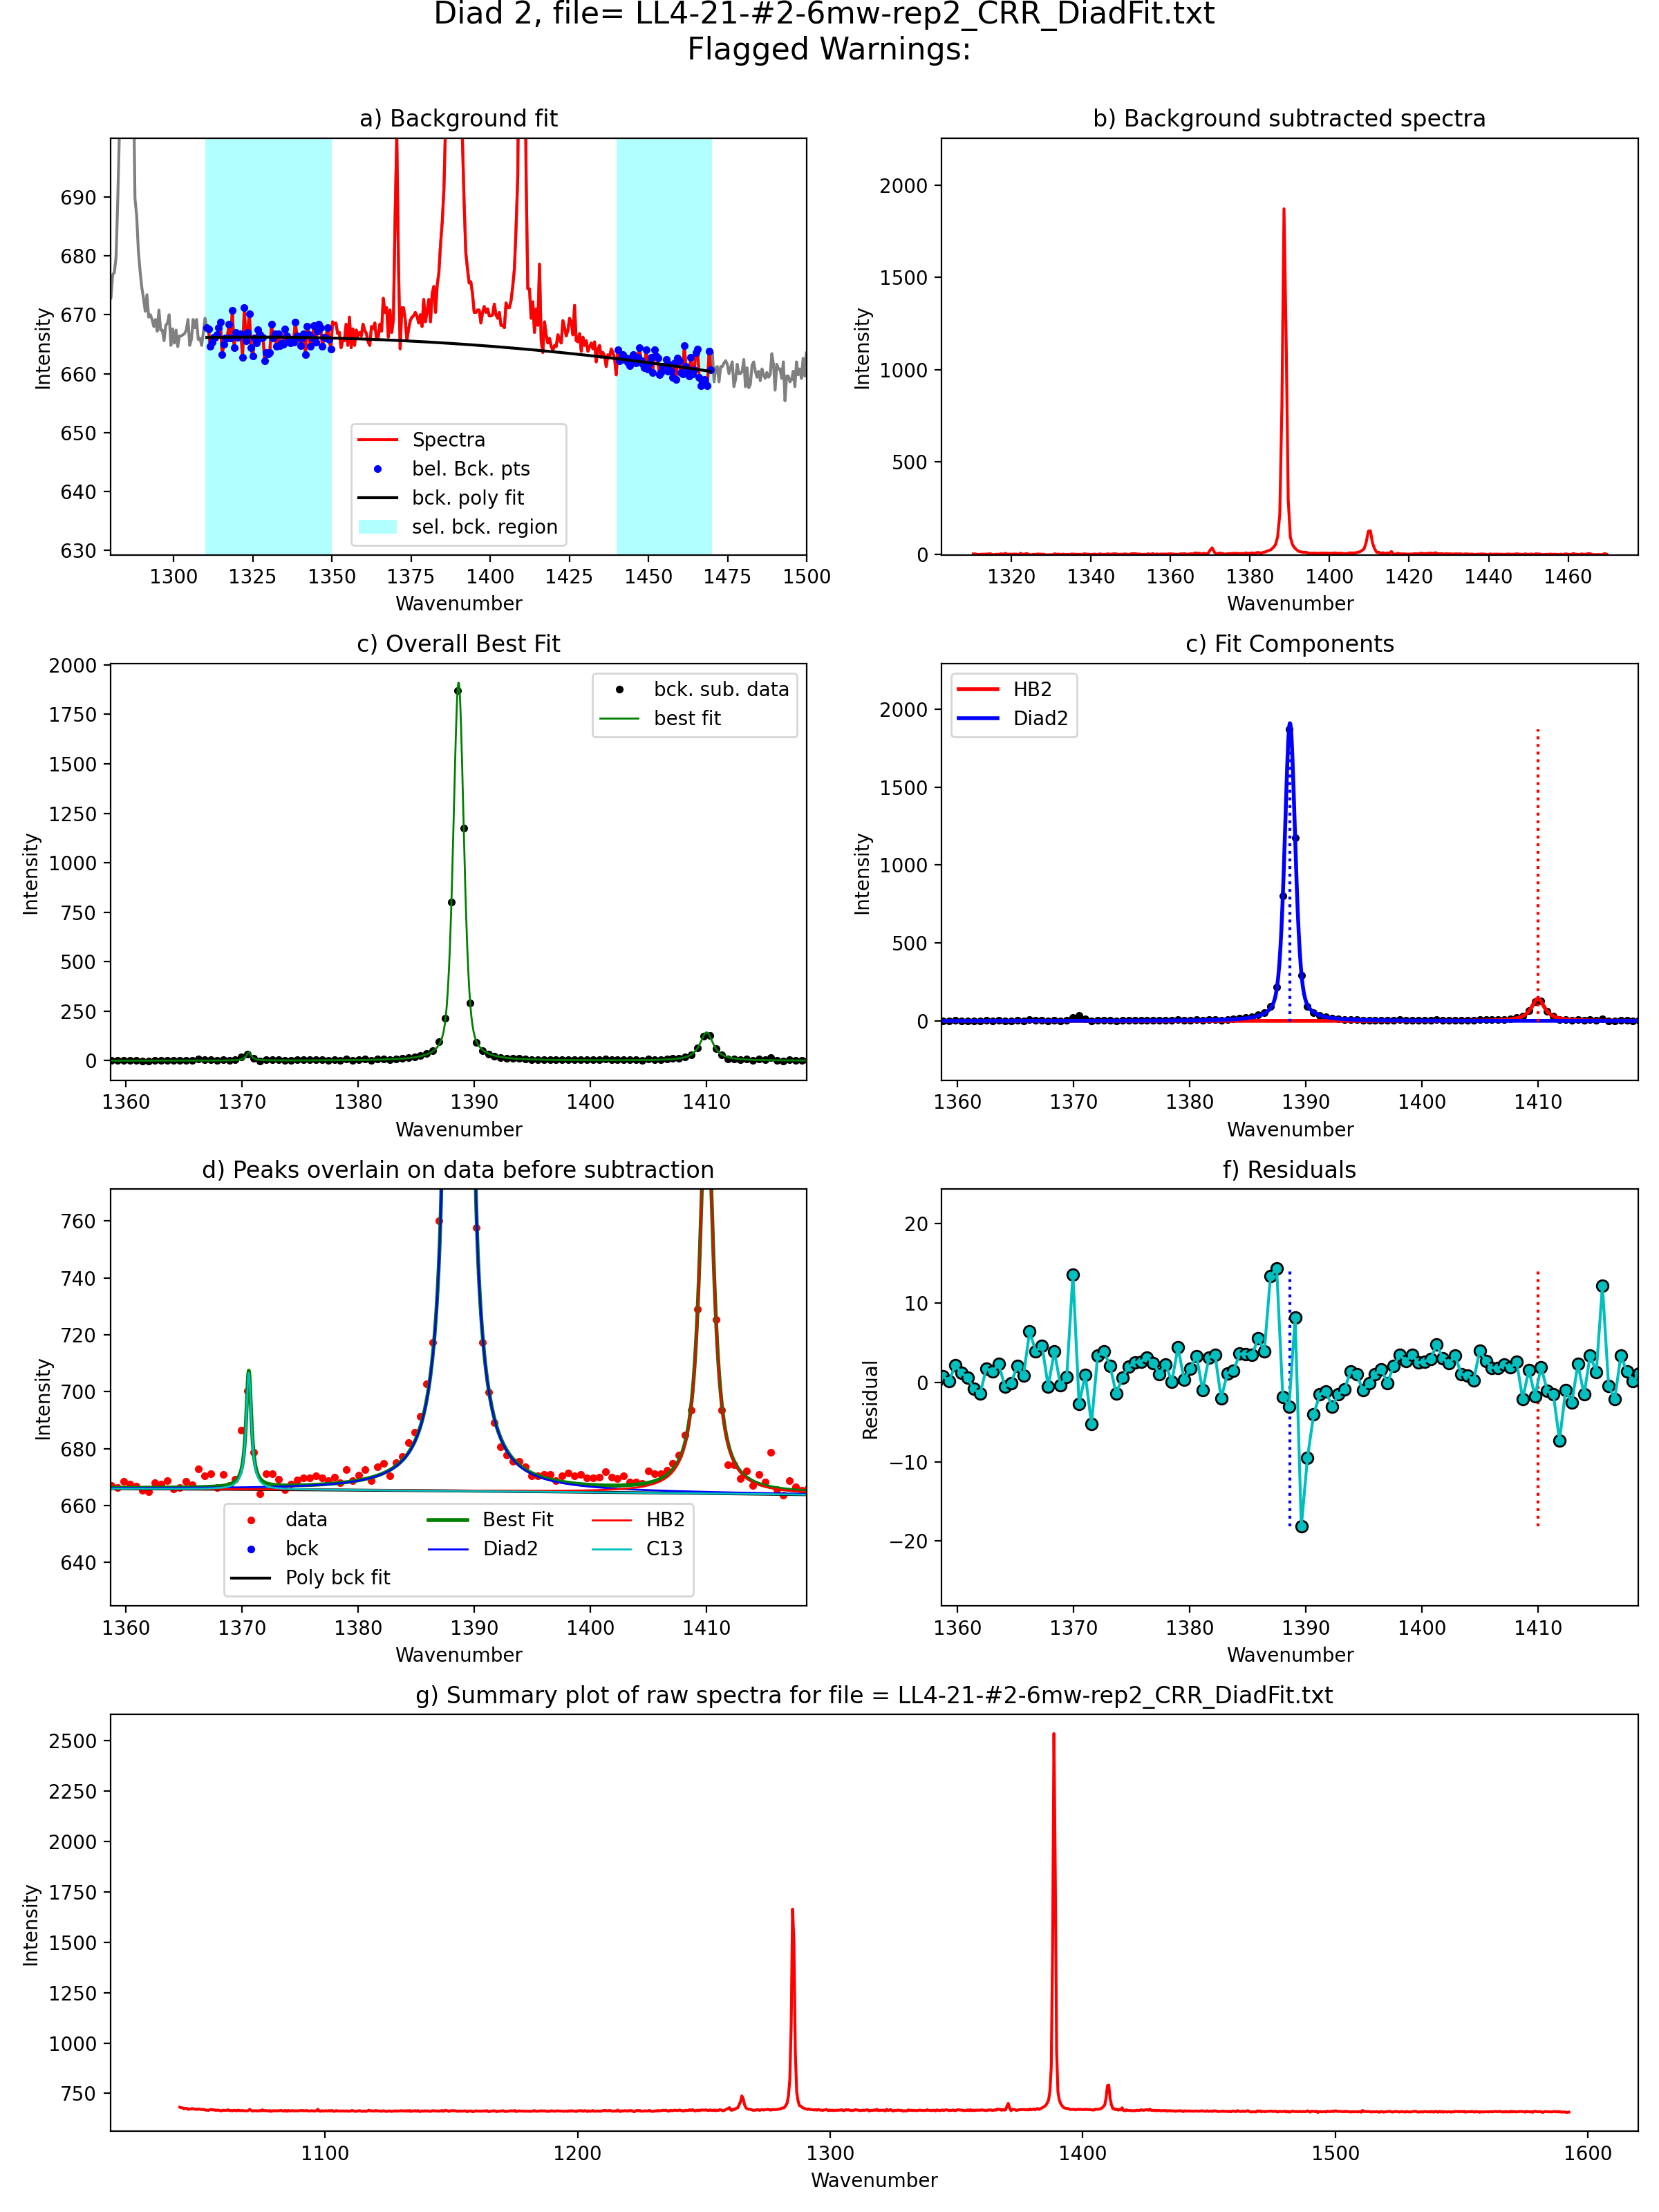 Diad 2, file= LL4-21-#2-6mw-rep2_CRR_DiadFit.txt
Flagged Warnings:
a) Background fit
Intensity
690
680
670
660
650
640
630
Spectra
bel. Bck. pts
bck. poly fit
sel. bck. region
1300 1325 1350 1375 1400 1425 1450 1475 1500
Wavenumber
b) Background subtracted spectra
Intensity
2000
1500
1000
500
0
1320 1340 1360 1380 1400 1420 1440 1460
Wavenumber
c) Overall Best Fit
Intensity
2000
1750
1500
1250
1000
750
500
250
0
bck. sub. data
best fit
1360 1370 1380 1390 1400 1410
Wavenumber
c) Fit Components
Intensity
2000
1500
1000
500
0
HB2
Diad2
1360 1370 1380 1390 1400 1410
Wavenumber
d) Peaks overlain on data before subtraction
Intensity
760
740
720
700
680
660
640
data
bck
Poly bck fit
Best Fit
Diad2
HB2
C13
1360 1370 1380 1390 1400 1410
Wavenumber
f) Residuals
Residual
20
10
0
−10
−20
1360 1370 1380 1390 1400 1410
Wavenumber
g) Summary plot of raw spectra for file = LL4-21-#2-6mw-rep2_CRR_DiadFit.txt
Intensity
2500
2250
2000
1750
1500
1250
1000
750
1100 1200 1300 1400 1500 1600
Wavenumber